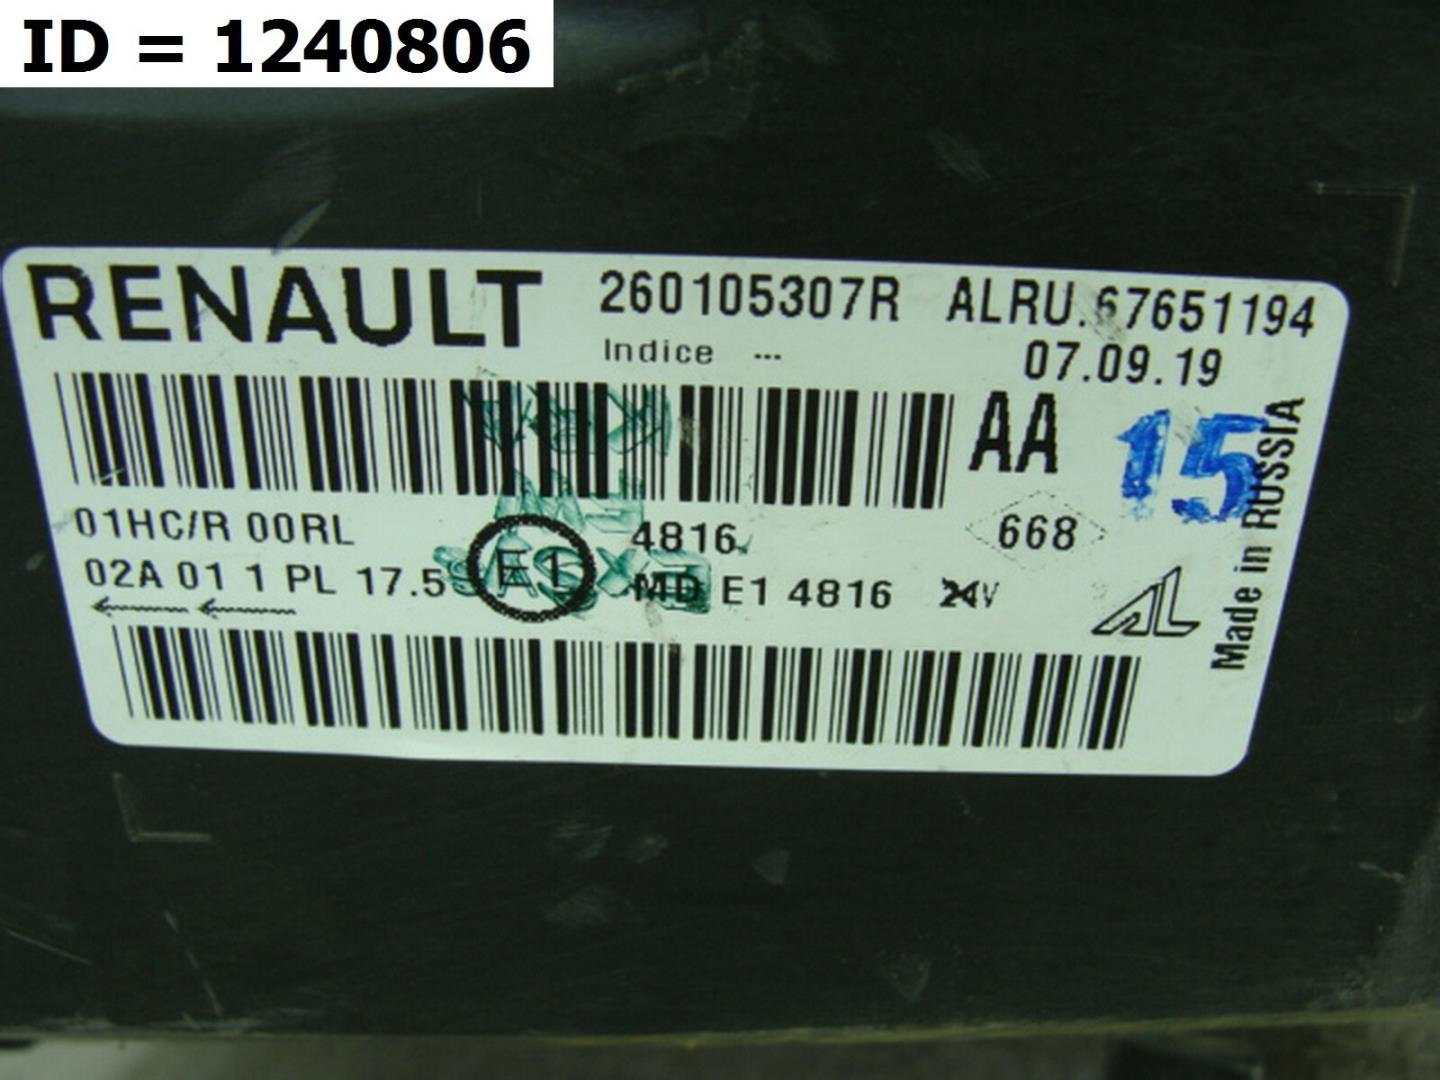 ID = 1240806
RENAULT 260105307R ALRU.67651194
Indice --- 07.09.19
AA 15
01HC/R 00RL E1 4816 668
02A 01 1 PL 17.5 MD E1 4816 24V
AL
Made in RUSSIA